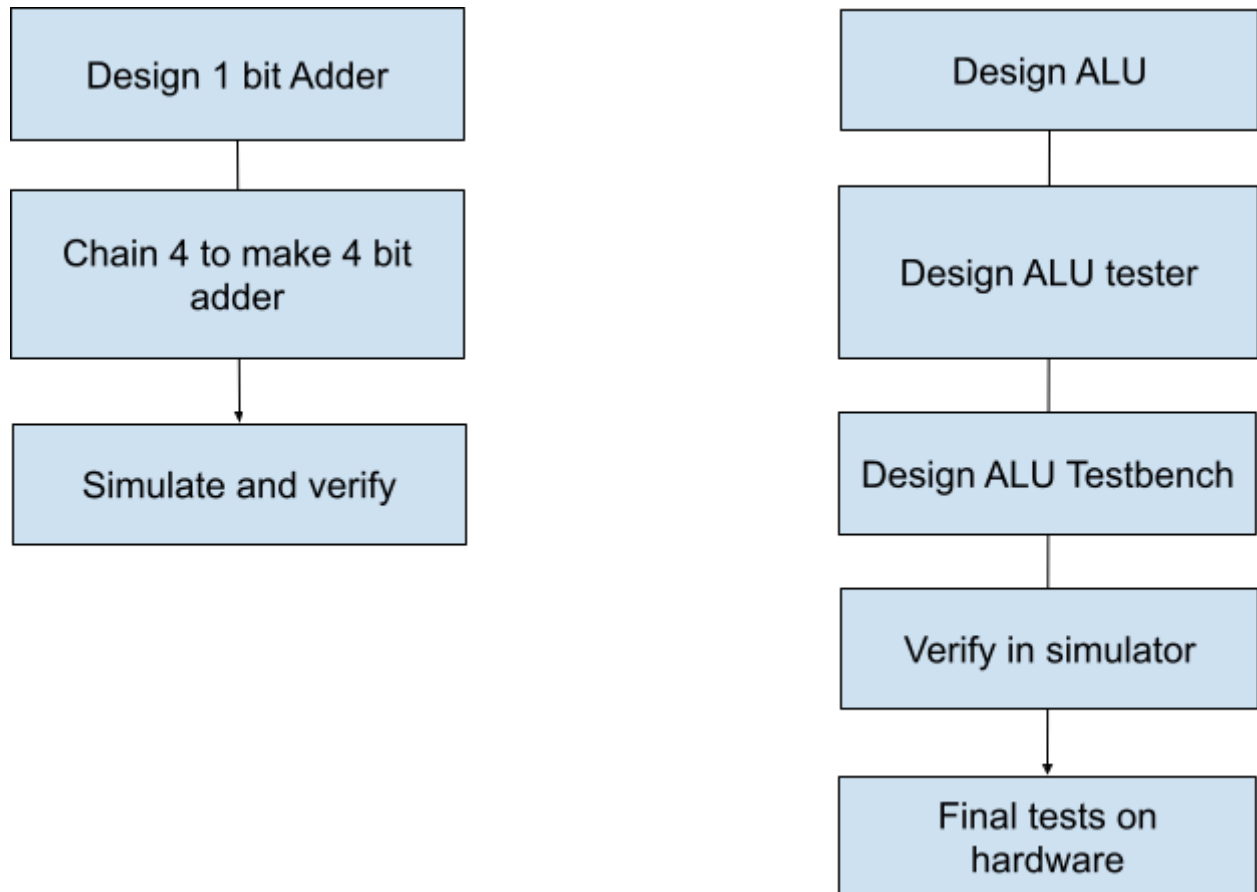 Design 1 bit Adder
Chain 4 to make 4 bit
adder
Simulate and verify
Design ALU
Design ALU tester
Design ALU Testbench
Verify in simulator
Final tests on
hardware